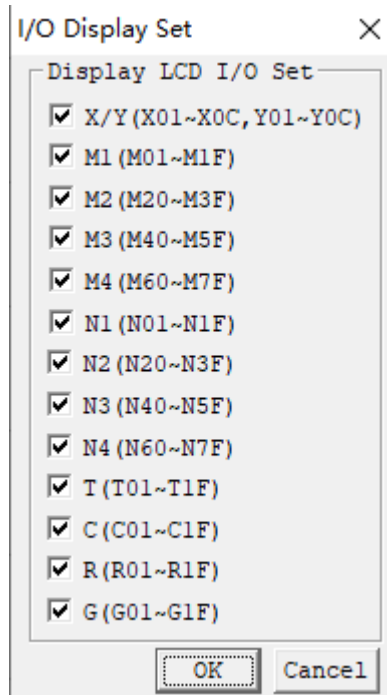 I/O Display Set
Display LCD I/O Set
X/Y(X01~X0C,Y01~Y0C)
M1(M01~M1F)
M2(M20~M3F)
M3(M40~M5F)
M4(M60~M7F)
N1(N01~N1F)
N2(N20~N3F)
N3(N40~N5F)
N4(N60~N7F)
T(T01~T1F)
C(C01~C1F)
R(R01~R1F)
G(G01~G1F)
OK Cancel